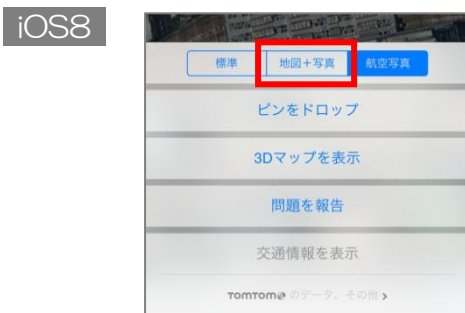 iOS8
標準 地図+写真 航空写真
ピンをドロップ
3Dマップを表示
問題を報告
交通情報を表示
TomTom のデータ、その他 >